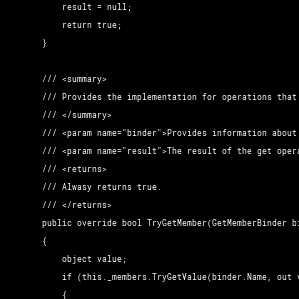 result = null;
return true;
}
/// <summary>
/// Provides the implementation for operations that
/// </summary>
/// <param name="binder">Provides information about
/// <param name="result">The result of the get opera
/// <returns>
/// Alwasy returns true.
/// </returns>
public override bool TryGetMember(GetMemberBinder bi
{
object value;
if (this._members.TryGetValue(binder.Name, out v
{